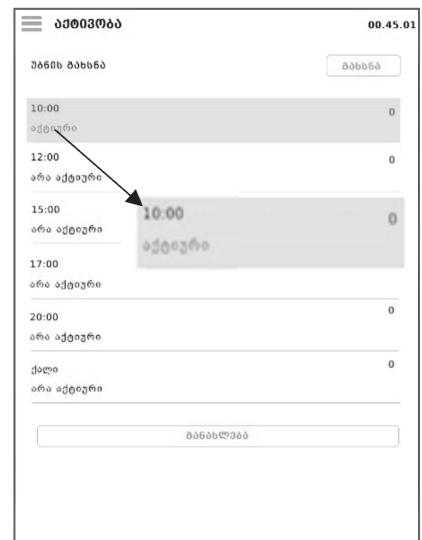 აქტივობა 00.45.01
უბნის გახსნა გახსნა
10:00 0
აქტიური
12:00 0
არა აქტიური
15:00
არა აქტიური
10:00 0
აქტიური
17:00
არა აქტიური
20:00 0
არა აქტიური
ქალი 0
არა აქტიური
განახლება